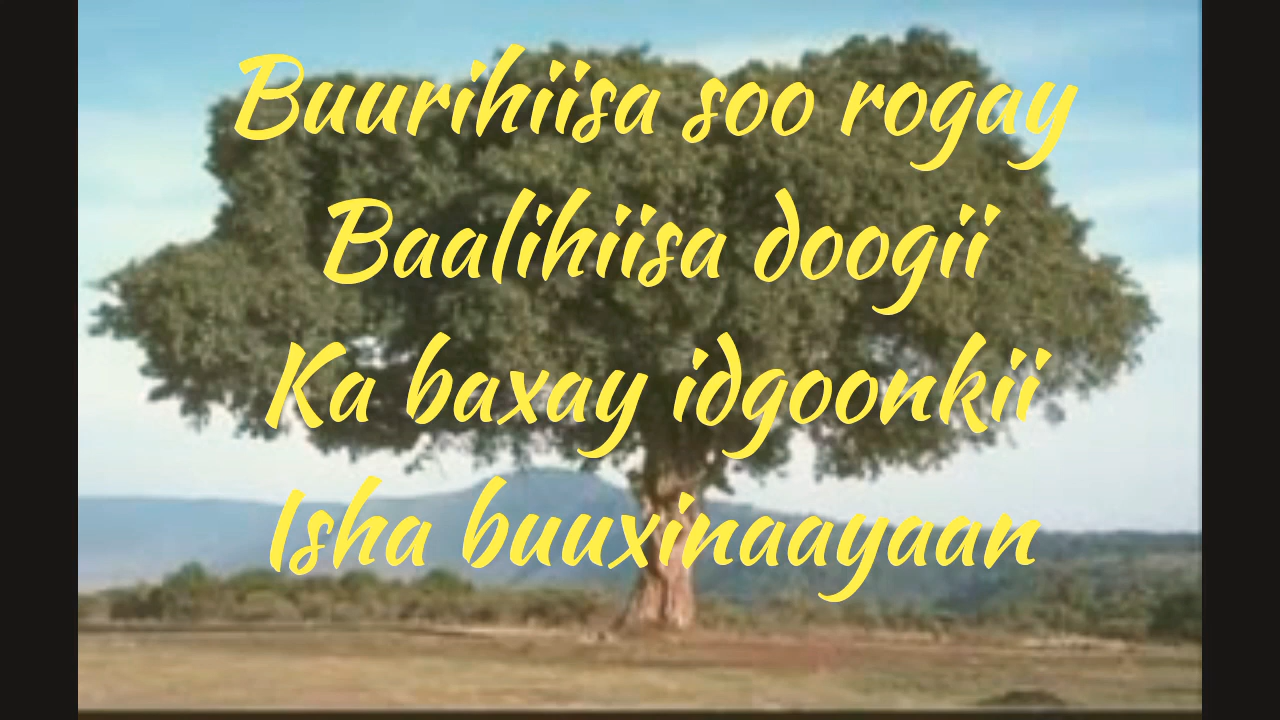 Buurihiisa soo rogay
Baalihiisa doogii
Ka baxay idgoonkii
Isha buuxinaayaan